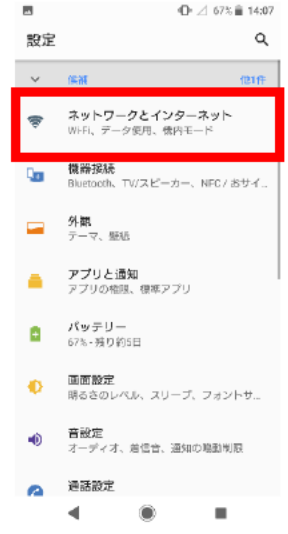 67% 14:07
設定
候補 他1件
ネットワークとインターネット
Wi-Fi、データ使用、機内モード
機器接続
Bluetooth、TV/スピーカー、NFC / おサイ...
外観
テーマ、壁紙
アプリと通知
アプリの権限、標準アプリ
バッテリー
67% - 残り約5日
画面設定
明るさのレベル、スリープ、フォントサ...
音設定
オーディオ、着信音、通知の鳴動制限
通話設定